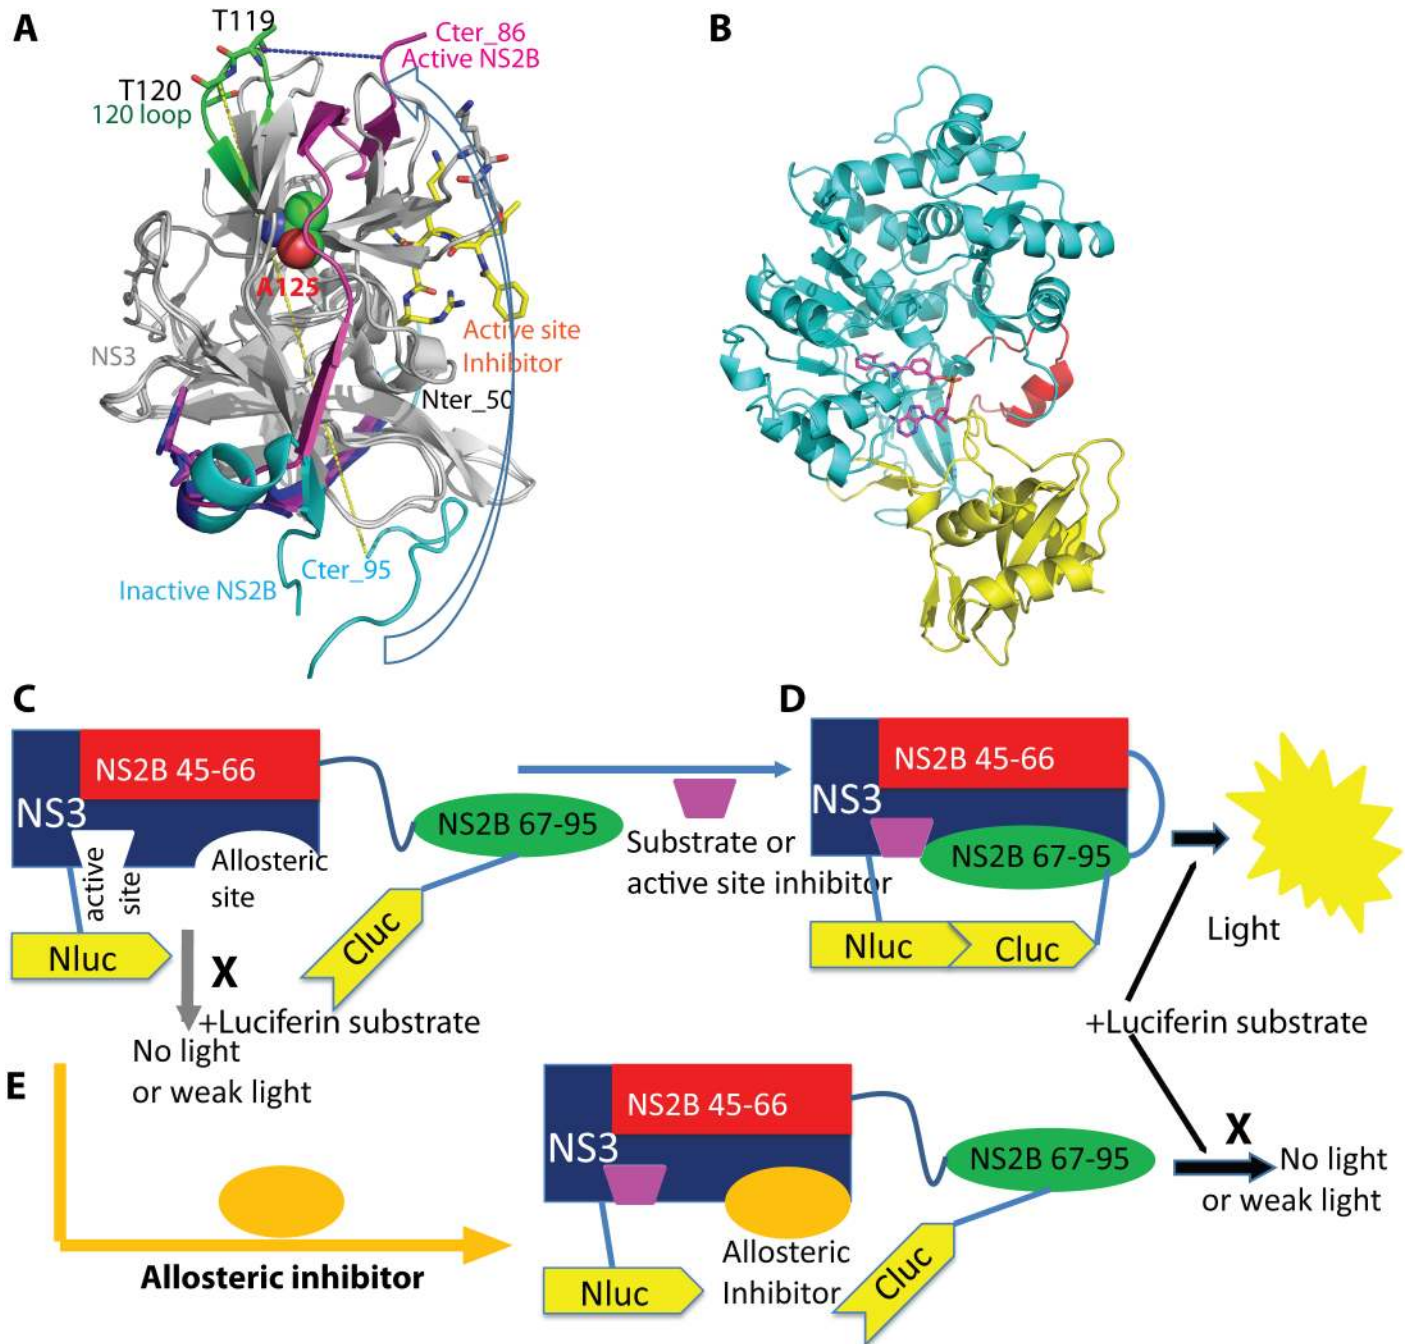 A
T119
Cter_86
Active NS2B
T120
120 loop
A125
NS3
Active site
Inhibitor
Nter_50
Cter_95
Inactive NS2B
B
C
NS2B 45-66
NS3
active
site
Allosteric
site
NS2B 67-95
Nluc
Cluc
X
+Luciferin substrate
No light
or weak light
Substrate or
active site inhibitor
D
NS2B 45-66
NS3
NS2B 67-95
Nluc
Cluc
Light
+Luciferin substrate
E
Allosteric inhibitor
NS2B 45-66
NS3
NS2B 67-95
Allosteric
Inhibitor
Nluc
Cluc
X
No light
or weak light